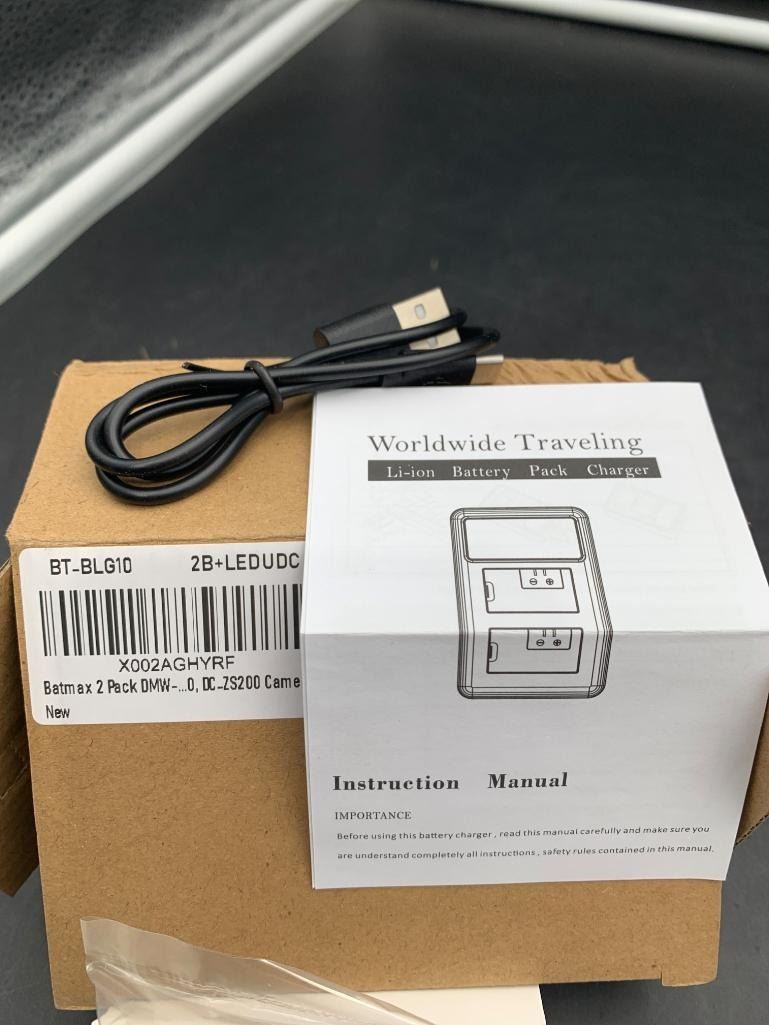 Worldwide Traveling
Li-ion Battery Pack Charger
BT-BLG10 2B+LEDUDC
X002AGHYRF
Batmax 2 Pack DMW-...0, DC-ZS200 Came
New
Instruction Manual
IMPORTANCE
Before using this battery charger , read this manual carefully and make sure you
are understand completely all instructions , safety rules contained in this manual.